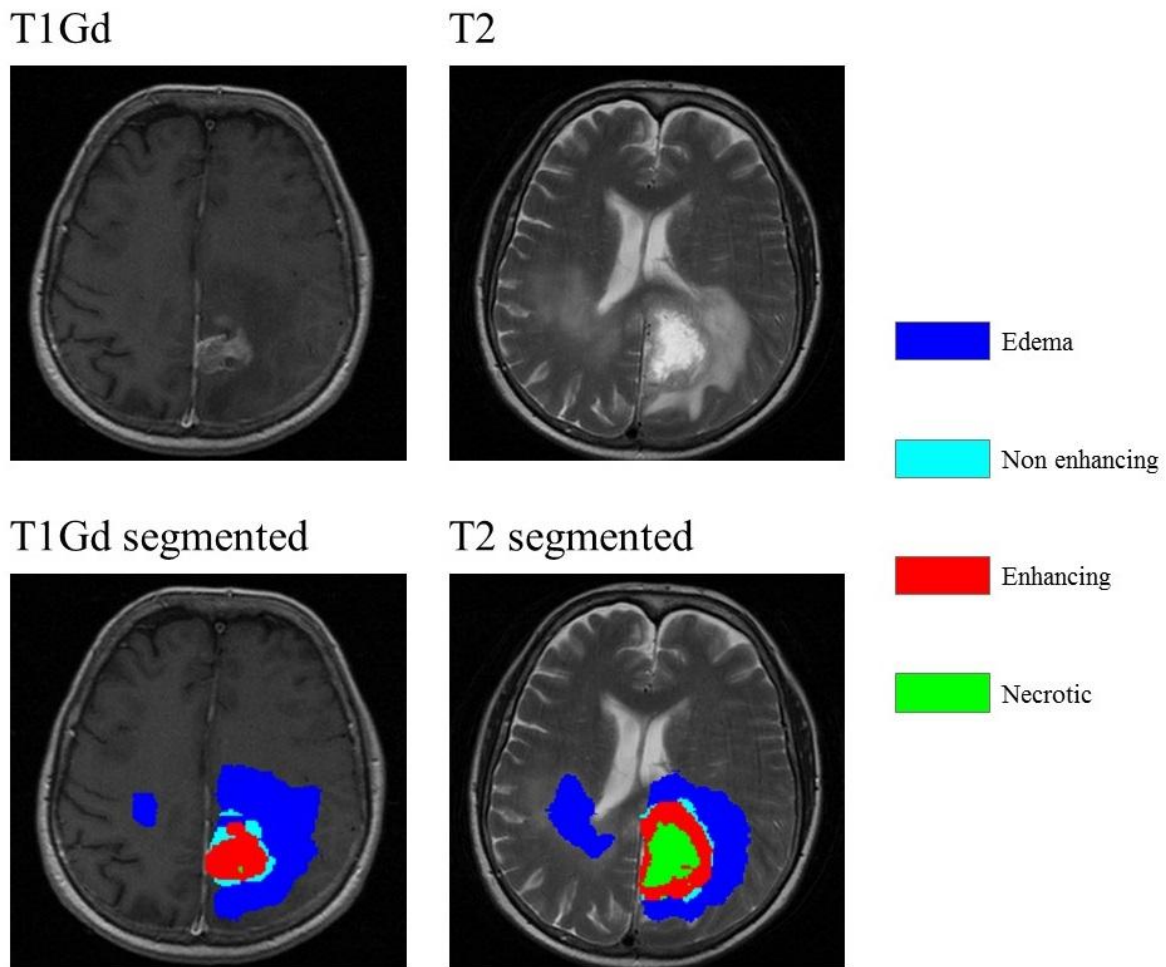 T1Gd
T2
T1Gd segmented
T2 segmented
Edema
Non enhancing
Enhancing
Necrotic